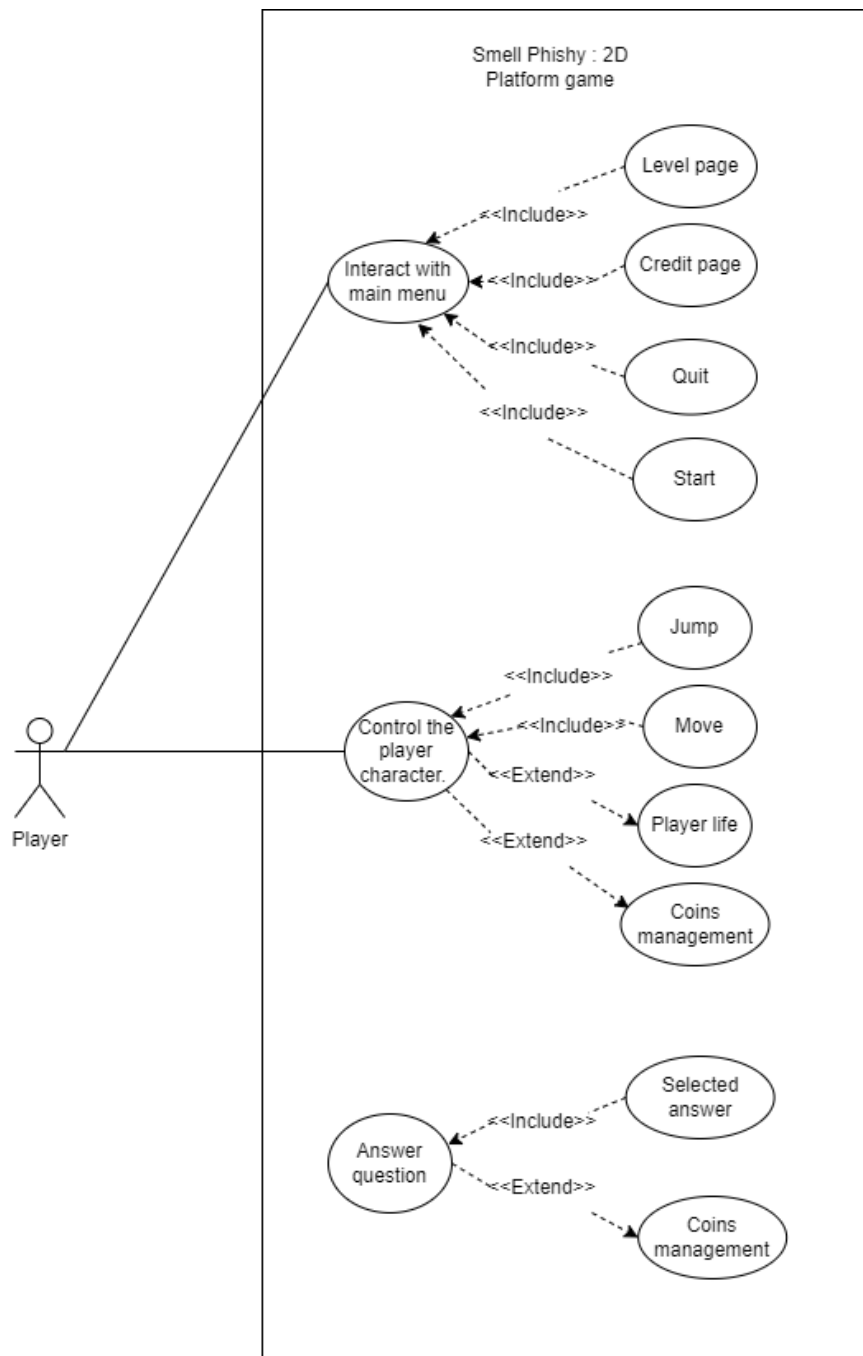 Smell Phishy : 2D
Platform game
Level page
<<Include>>
Interact with
main menu
<<Include>>
Credit page
<<Include>>
Quit
<<Include>>
Start
Jump
<<Include>>
Control the
player
character.
<<Include>>
Move
<<Extend>>
Player life
Player
<<Extend>>
Coins
management
Selected
answer
<<Include>>
Answer
question
<<Extend>>
Coins
management